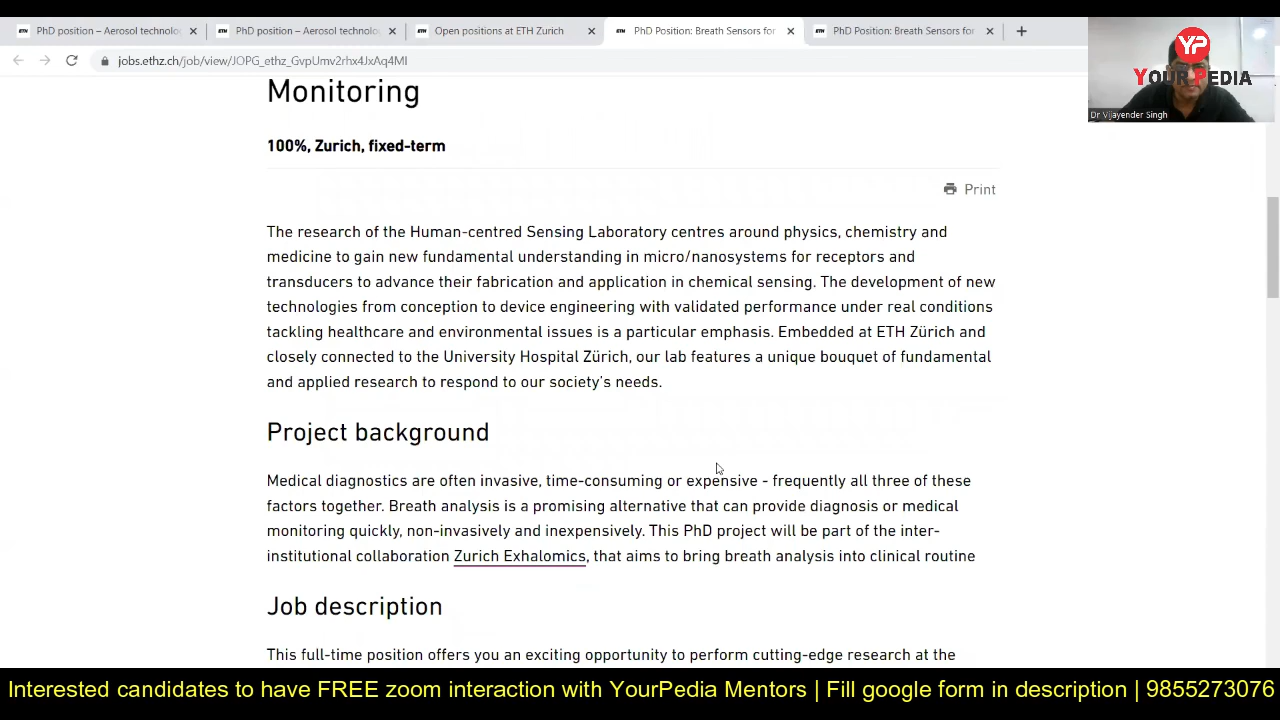 PhD position – Aerosol technolo
PhD position – Aerosol technolo
Open positions at ETH Zurich
PhD Position: Breath Sensors for
PhD Position: Breath Sensors for
jobs.ethz.ch/job/view/JOPG_ethz_GvpUmv2rhx4JxAq4MI
YP
YOUR PEDIA
Dr Vijayender Singh
Monitoring
100%, Zurich, fixed-term
Print
The research of the Human-centred Sensing Laboratory centres around physics, chemistry and
medicine to gain new fundamental understanding in micro/nanosystems for receptors and
transducers to advance their fabrication and application in chemical sensing. The development of new
technologies from conception to device engineering with validated performance under real conditions
tackling healthcare and environmental issues is a particular emphasis. Embedded at ETH Zürich and
closely connected to the University Hospital Zürich, our lab features a unique bouquet of fundamental
and applied research to respond to our society's needs.
Project background
Medical diagnostics are often invasive, time-consuming or expensive - frequently all three of these
factors together. Breath analysis is a promising alternative that can provide diagnosis or medical
monitoring quickly, non-invasively and inexpensively. This PhD project will be part of the inter-
institutional collaboration Zurich Exhalomics, that aims to bring breath analysis into clinical routine
Job description
This full-time position offers you an exciting opportunity to perform cutting-edge research at the
Interested candidates to have FREE zoom interaction with YourPedia Mentors | Fill google form in description | 9855273076